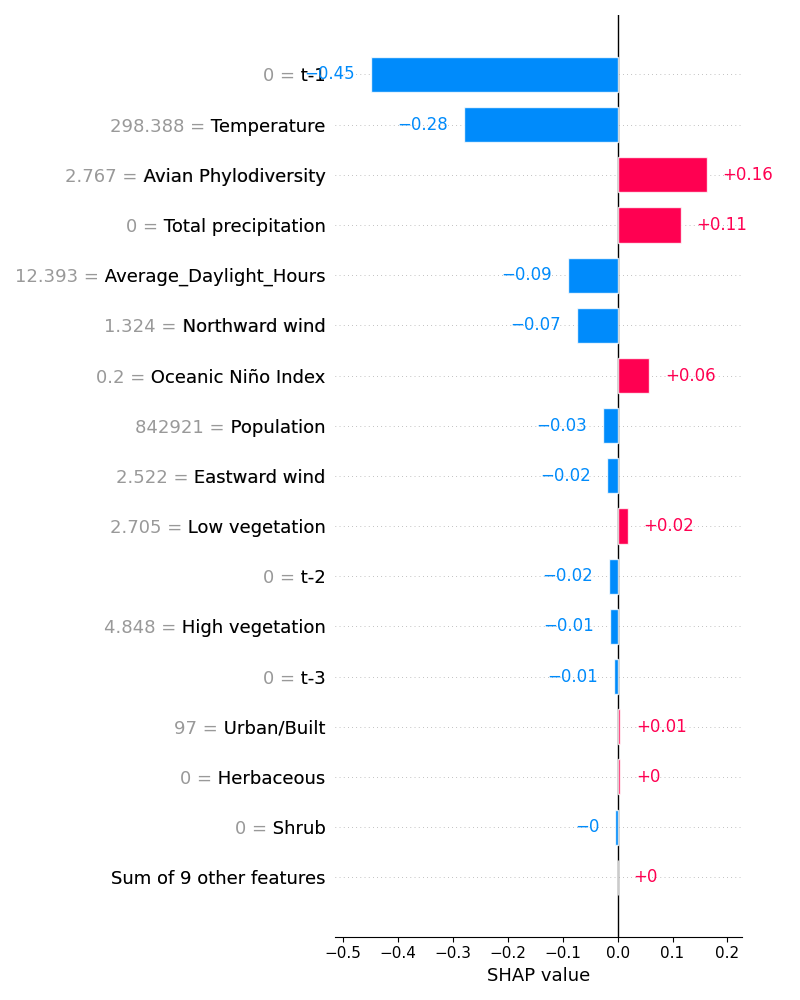 0 = t-1 −0.45
298.388 = Temperature −0.28
2.767 = Avian Phylodiversity +0.16
0 = Total precipitation +0.11
12.393 = Average_Daylight_Hours −0.09
1.324 = Northward wind −0.07
0.2 = Oceanic Niño Index +0.06
842921 = Population −0.03
2.522 = Eastward wind −0.02
2.705 = Low vegetation +0.02
0 = t-2 −0.02
4.848 = High vegetation −0.01
0 = t-3 −0.01
97 = Urban/Built +0.01
0 = Herbaceous +0
0 = Shrub −0
Sum of 9 other features +0
−0.5 −0.4 −0.3 −0.2 −0.1 0.0 0.1 0.2
SHAP value